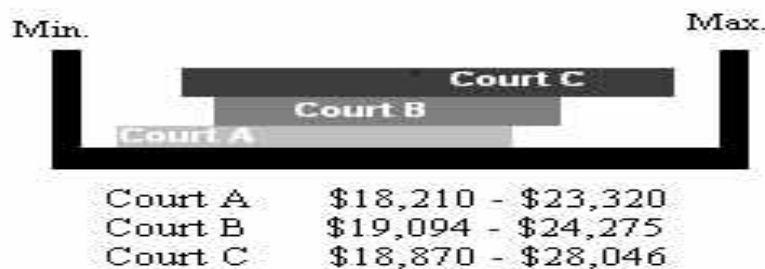 Min.
Max.
Court C
Court B
Court A
Court A $18,210 - $23,320
Court B $19,094 - $24,275
Court C $18,870 - $28,046